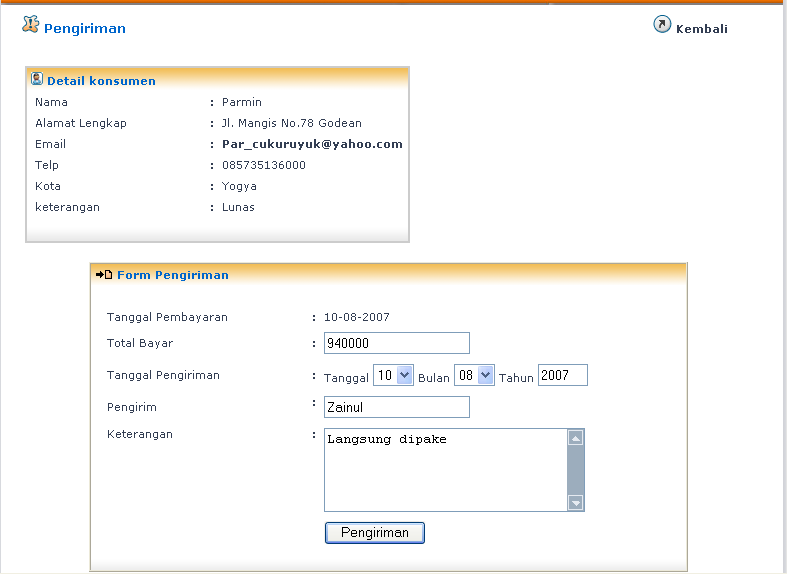 Pengiriman
Kembali
Detail konsumen
Nama : Parmin
Alamat Lengkap : Jl. Mangis No.78 Godean
Email : Par_cukuruyuk@yahoo.com
Telp : 085735136000
Kota : Yogya
keterangan : Lunas
Form Pengiriman
Tanggal Pembayaran : 10-08-2007
Total Bayar : 940000
Tanggal Pengiriman : Tanggal 10 Bulan 08 Tahun 2007
Pengirim : Zainul
Keterangan : Langsung dipake
Pengiriman